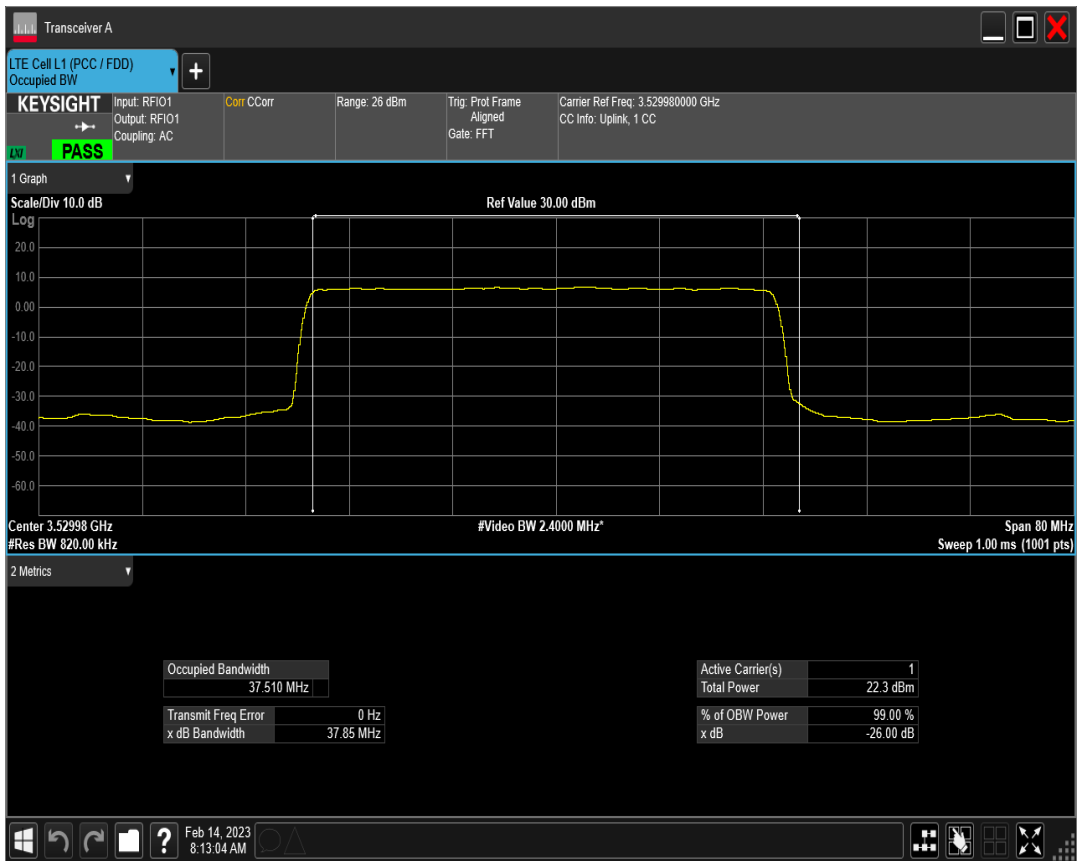 Transceiver A
LTE Cell L1 (PCC / FDD)
Occupied BW
KEYSIGHT
LXI
PASS
Input: RFIO1
Output: RFIO1
Coupling: AC
Corr CCorr
Range: 26 dBm
Trig: Prot Frame
Aligned
Gate: FFT
Carrier Ref Freq: 3.529980000 GHz
CC Info: Uplink, 1 CC
1 Graph
Scale/Div 10.0 dB
Ref Value 30.00 dBm
Log
20.0
10.0
0.00
-10.0
-20.0
-30.0
-40.0
-50.0
-60.0
Center 3.52998 GHz
#Video BW 2.4000 MHz*
Span 80 MHz
#Res BW 820.00 kHz
Sweep 1.00 ms (1001 pts)
2 Metrics
Occupied Bandwidth
37.510 MHz
Transmit Freq Error 0 Hz
x dB Bandwidth 37.85 MHz
Active Carrier(s) 1
Total Power 22.3 dBm
% of OBW Power 99.00 %
x dB -26.00 dB
?
Feb 14, 2023
8:13:04 AM